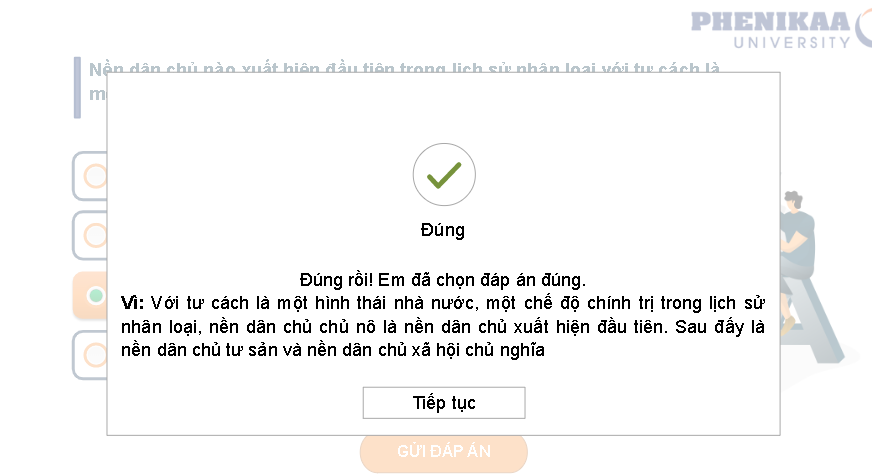 PHENIKAA
UNIVERSITY
Nền dân chủ nào xuất hiện đầu tiên trong lịch sử nhân loại với tư cách là
Đúng
Đúng rồi! Em đã chọn đáp án đúng.
Vì: Với tư cách là một hình thái nhà nước, một chế độ chính trị trong lịch sử
nhân loại, nền dân chủ chủ nô là nền dân chủ xuất hiện đầu tiên. Sau đấy là
nền dân chủ tư sản và nền dân chủ xã hội chủ nghĩa
Tiếp tục
GỬI ĐÁP ÁN